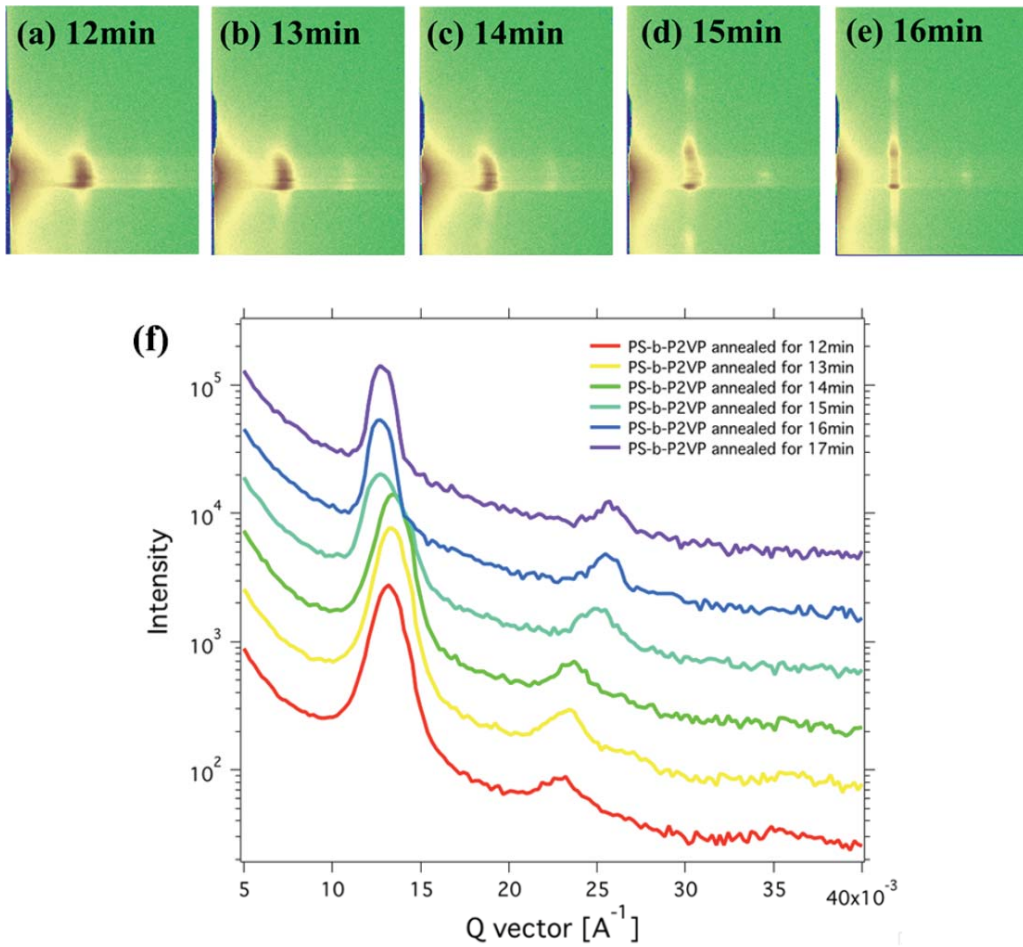 (a) 12min
(b) 13min
(c) 14min
(d) 15min
(e) 16min
(f)
PS-b-P2VP annealed for 12min
PS-b-P2VP annealed for 13min
PS-b-P2VP annealed for 14min
PS-b-P2VP annealed for 15min
PS-b-P2VP annealed for 16min
PS-b-P2VP annealed for 17min
Intensity
10⁵
10⁴
10³
10²
5 10 15 20 25 30 35 40x10⁻³
Q vector [A⁻¹]